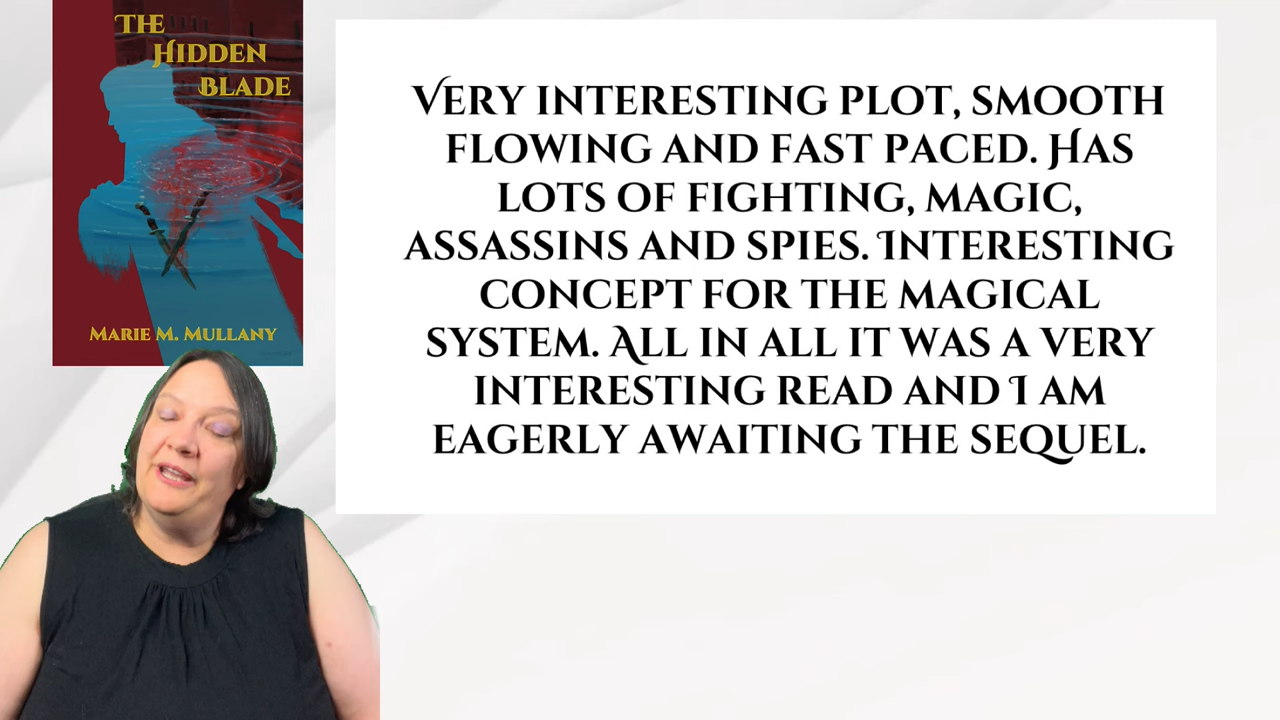 The
Hidden
Blade
Marie M. Mullany
Very interesting plot, smooth
flowing and fast paced. Has
lots of fighting, magic,
assassins and spies. Interesting
concept for the magical
system. All in all it was a very
interesting read and I am
eagerly awaiting the sequel.